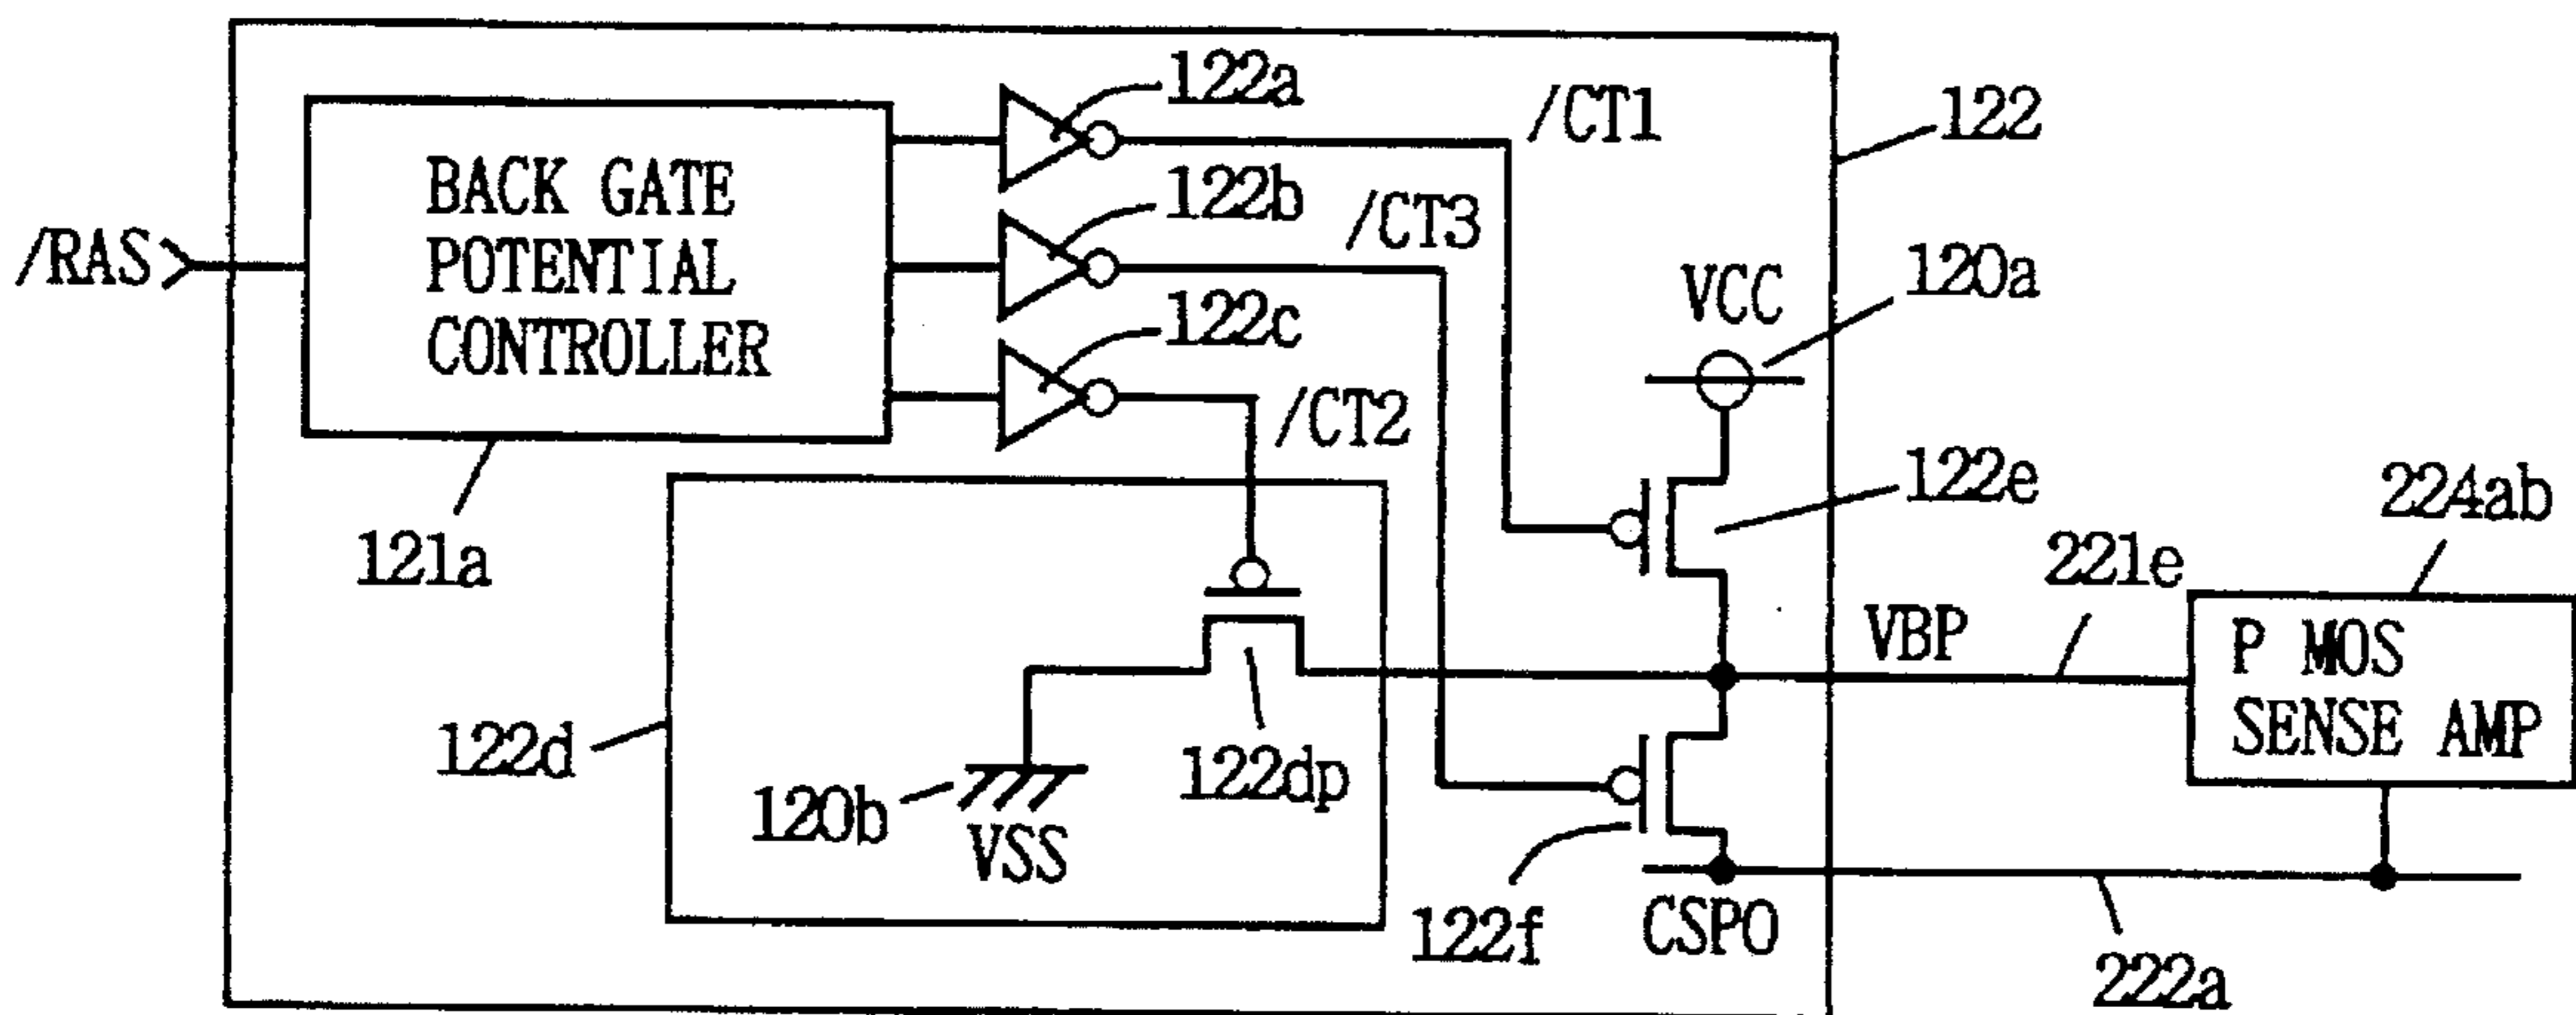 122a
/CT1
122
BACK GATE
POTENTIAL
CONTROLLER
122b
/CT3
/RAS
VCC
120a
122c
/CT2
122e
224ab
121a
221e
VBP
P MOS
SENSE AMP
122d
122dp
120b
VSS
122f
CSP0
222a